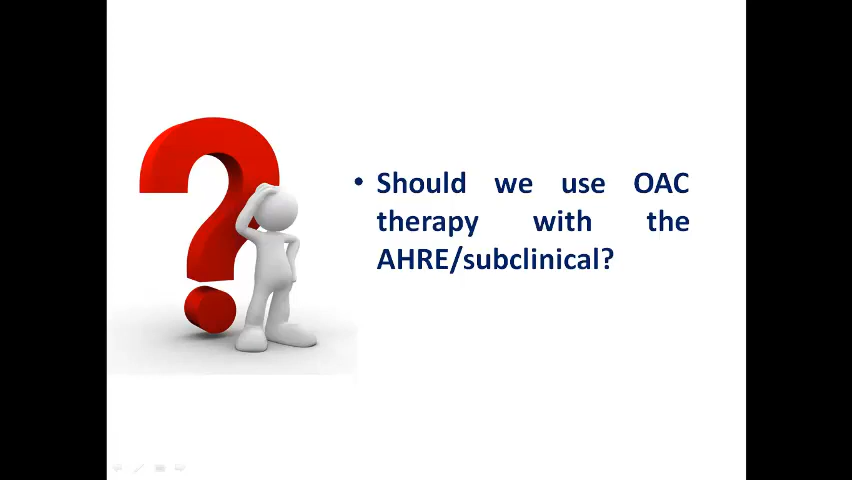 • Should we use OAC
therapy with the
AHRE/subclinical?